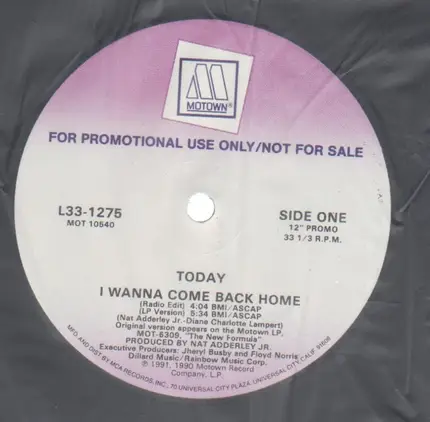 MOTOWN®
FOR PROMOTIONAL USE ONLY/NOT FOR SALE
L33-1275
MOT 10540
SIDE ONE
12" PROMO
33 1/3 R.P.M.
TODAY
I WANNA COME BACK HOME
(Radio Edit) 4:04 BMI/ASCAP
(LP Version) 5:34 BMI/ASCAP
(Nat Adderley Jr.-Diane Charlotte Lampert)
Original version appears on the Motown LP.
MOT-6309, "The New Formula"
PRODUCED BY NAT ADDERLEY JR.
Executive Producers: Jheryl Busby and Floyd Norris
Dillard Music/Rainbow Music Corp.
℗ 1991, 1990 Motown Record
Company, L.P.
MFG. AND DIST. BY MCA RECORDS, INC., 70 UNIVERSAL CITY PLAZA, UNIVERSAL CITY, CALIF. 91608